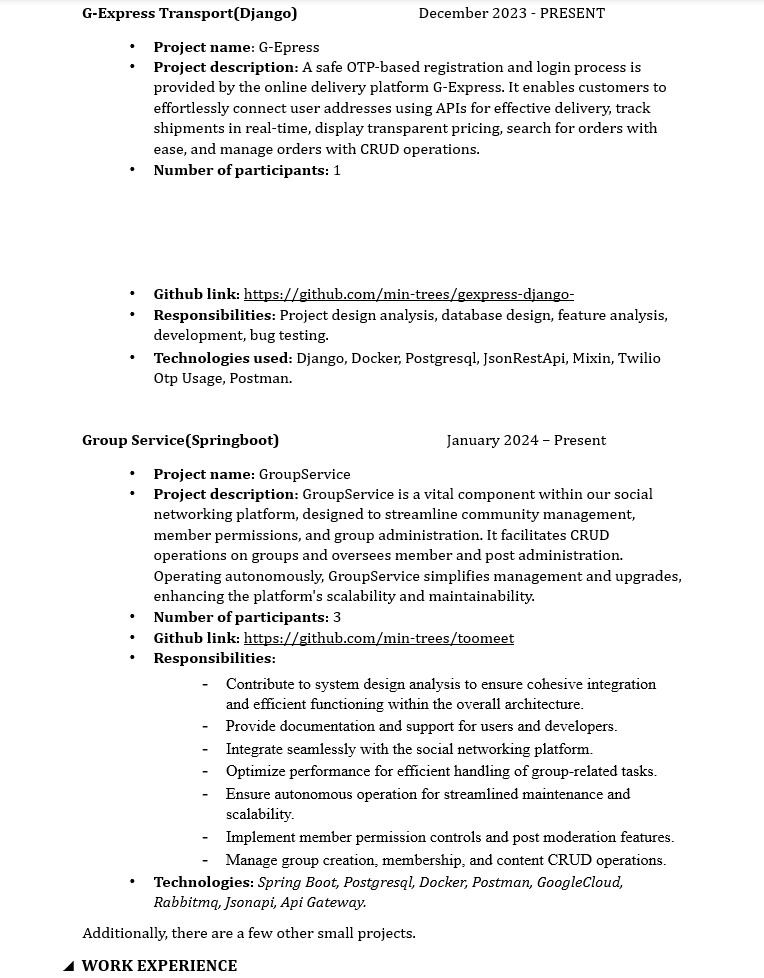 G-Express Transport(Django) December 2023 - PRESENT
• Project name: G-Epress
• Project description: A safe OTP-based registration and login process is
provided by the online delivery platform G-Express. It enables customers to
effortlessly connect user addresses using APIs for effective delivery, track
shipments in real-time, display transparent pricing, search for orders with
ease, and manage orders with CRUD operations.
• Number of participants: 1
• Github link: https://github.com/min-trees/gexpress-django-
• Responsibilities: Project design analysis, database design, feature analysis,
development, bug testing.
• Technologies used: Django, Docker, Postgresql, JsonRestApi, Mixin, Twilio
Otp Usage, Postman.
Group Service(Springboot) January 2024 – Present
• Project name: GroupService
• Project description: GroupService is a vital component within our social
networking platform, designed to streamline community management,
member permissions, and group administration. It facilitates CRUD
operations on groups and oversees member and post administration.
Operating autonomously, GroupService simplifies management and upgrades,
enhancing the platform's scalability and maintainability.
• Number of participants: 3
• Github link: https://github.com/min-trees/toomeet
• Responsibilities:
- Contribute to system design analysis to ensure cohesive integration
and efficient functioning within the overall architecture.
- Provide documentation and support for users and developers.
- Integrate seamlessly with the social networking platform.
- Optimize performance for efficient handling of group-related tasks.
- Ensure autonomous operation for streamlined maintenance and
scalability.
- Implement member permission controls and post moderation features.
- Manage group creation, membership, and content CRUD operations.
• Technologies: Spring Boot, Postgresql, Docker, Postman, GoogleCloud,
Rabbitmq, Jsonapi, Api Gateway.
Additionally, there are a few other small projects.
WORK EXPERIENCE